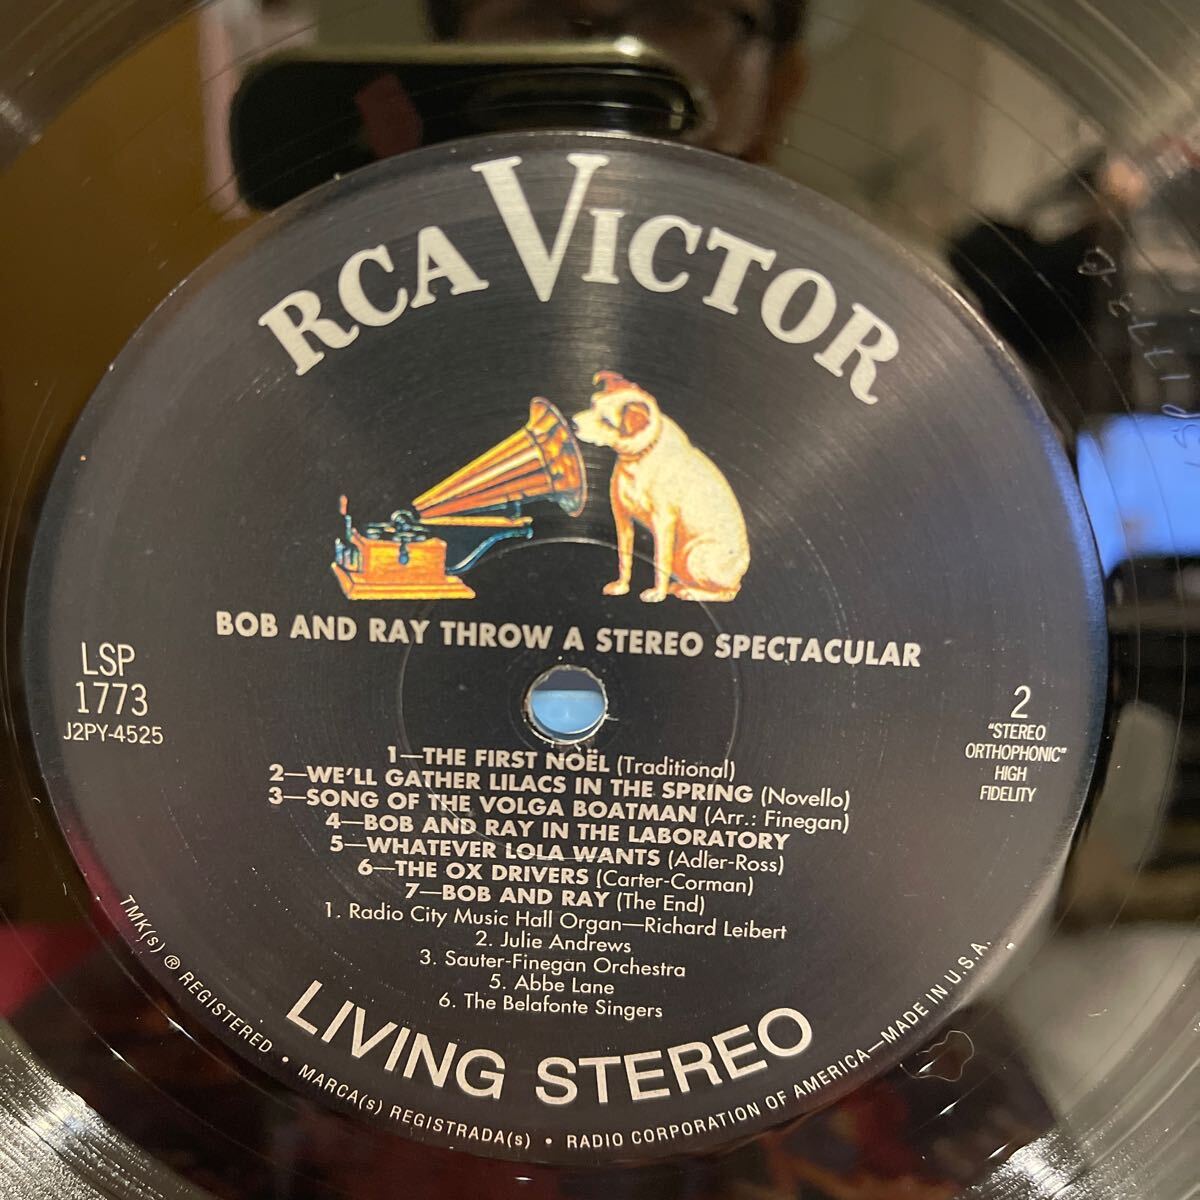 RCA VICTOR
BOB AND RAY THROW A STEREO SPECTACULAR
LSP
1773
J2PY-4525
2
"STEREO
ORTHOPHONIC"
HIGH
FIDELITY
1—THE FIRST NOËL (Traditional)
2—WE'LL GATHER LILACS IN THE SPRING (Novello)
3—SONG OF THE VOLGA BOATMAN (Arr.: Finegan)
4—BOB AND RAY IN THE LABORATORY
5—WHATEVER LOLA WANTS (Adler-Ross)
6—THE OX DRIVERS (Carter-Corman)
7—BOB AND RAY (The End)
1. Radio City Music Hall Organ—Richard Leibert
2. Julie Andrews
3. Sauter-Finegan Orchestra
5. Abbe Lane
6. The Belafonte Singers
LIVING STEREO
TMK(s) ® REGISTERED • MARCA(s) REGISTRADA(s) • RADIO CORPORATION OF AMERICA—MADE IN U.S.A.